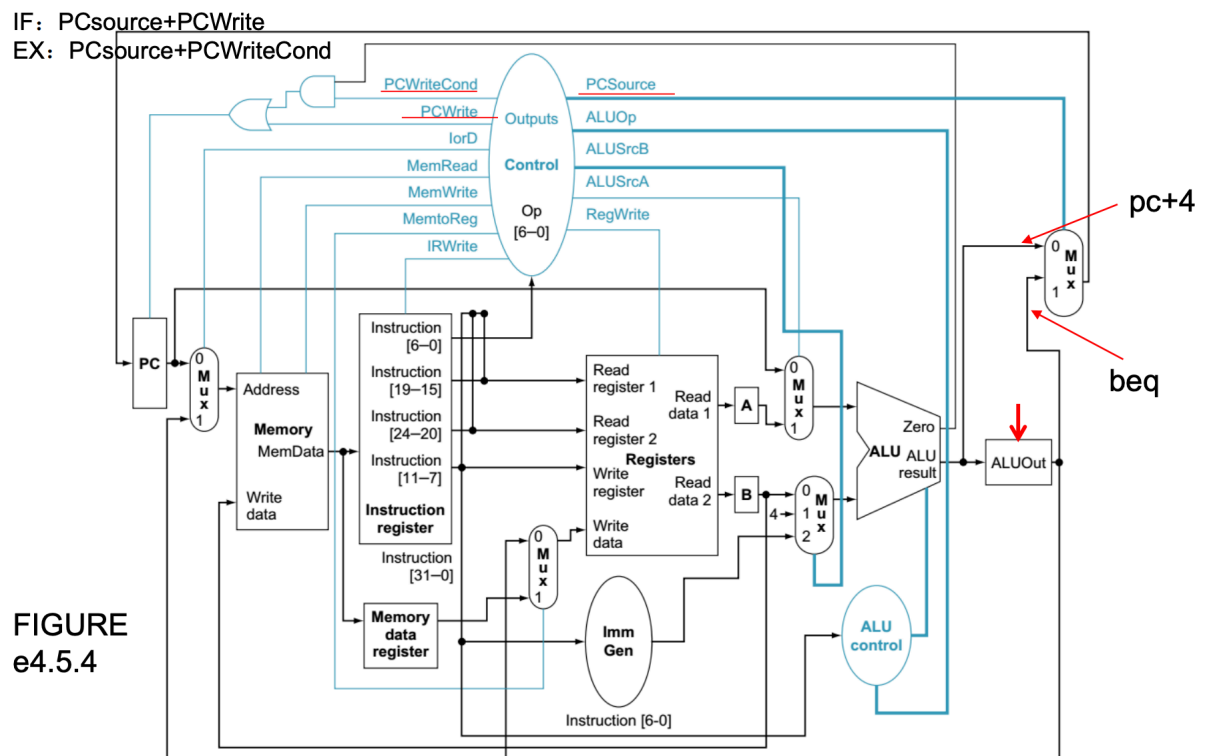 IF：PCsource+PCWrite
EX：PCsource+PCWriteCond
PCWriteCond
PCSource
PCWrite
Outputs
ALUOp
IorD
ALUSrcB
MemRead
Control
ALUSrcA
MemWrite
Op
[6–0]
RegWrite
MemtoReg
IRWrite
pc+4
0
Mux
1
beq
PC
0
Mux
1
Address
Memory
MemData
Write
data
Instruction
[6–0]
Instruction
[19–15]
Instruction
[24–20]
Instruction
[11–7]
Instruction
register
Instruction
[31–0]
Memory
data
register
0
Mux
1
Read
register 1
Read
register 2
Registers
Write
register
Write
data
Read
data 1
Read
data 2
A
B
0
Mux
1
0
4
1
Mux
2
Zero
ALU
ALU
result
ALUOut
Imm
Gen
ALU
control
Instruction [6-0]
FIGURE
e4.5.4